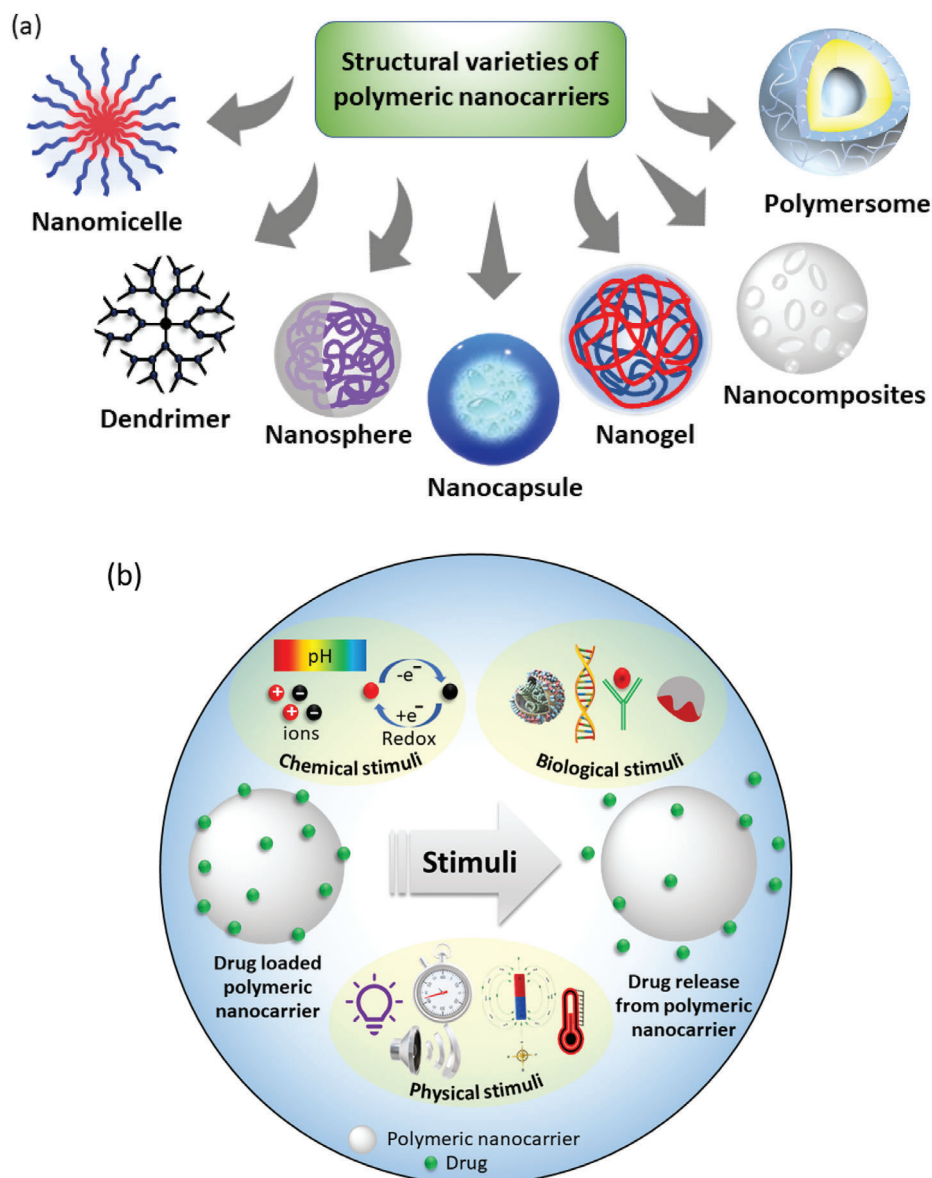 (a)
Structural varieties of
polymeric nanocarriers
Nanomicelle
Polymersome
Dendrimer
Nanosphere
Nanocapsule
Nanogel
Nanocomposites
(b)
pH
-e⁻
+e⁻
ions
Redox
Chemical stimuli
Biological stimuli
Stimuli
Drug loaded
polymeric
nanocarrier
Drug release
from polymeric
nanocarrier
Physical stimuli
Polymeric nanocarrier
Drug